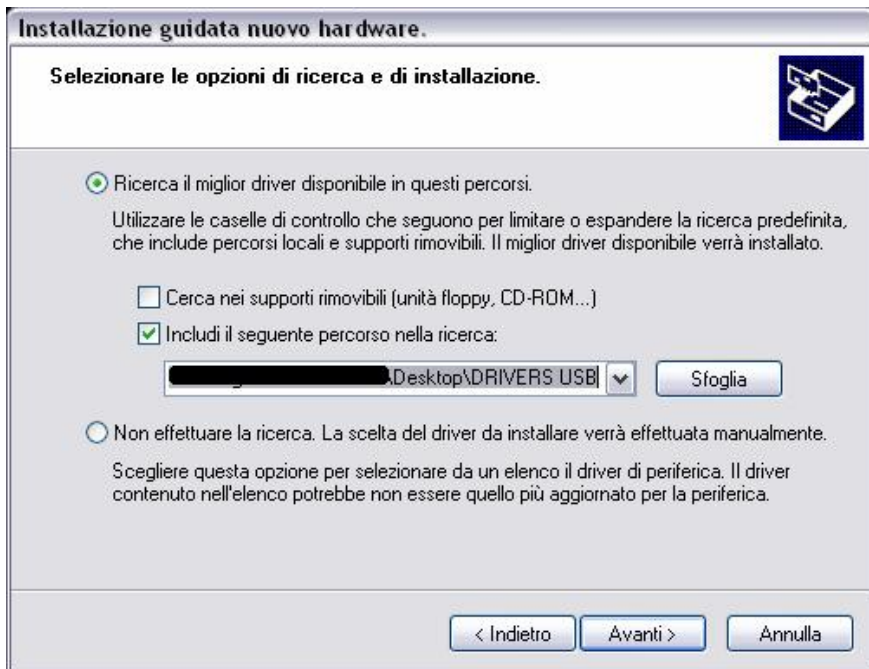 Installazione guidata nuovo hardware.
Selezionare le opzioni di ricerca e di installazione.
Ricerca il miglior driver disponibile in questi percorsi.
Utilizzare le caselle di controllo che seguono per limitare o espandere la ricerca predefinita,
che include percorsi locali e supporti rimovibili. Il miglior driver disponibile verrà installato.
Cerca nei supporti rimovibili (unità floppy, CD-ROM...)
Includi il seguente percorso nella ricerca:
\Desktop\DRIVERS USB
Sfoglia
Non effettuare la ricerca. La scelta del driver da installare verrà effettuata manualmente.
Scegliere questa opzione per selezionare da un elenco il driver di periferica. Il driver
contenuto nell'elenco potrebbe non essere quello più aggiornato per la periferica.
< Indietro
Avanti >
Annulla